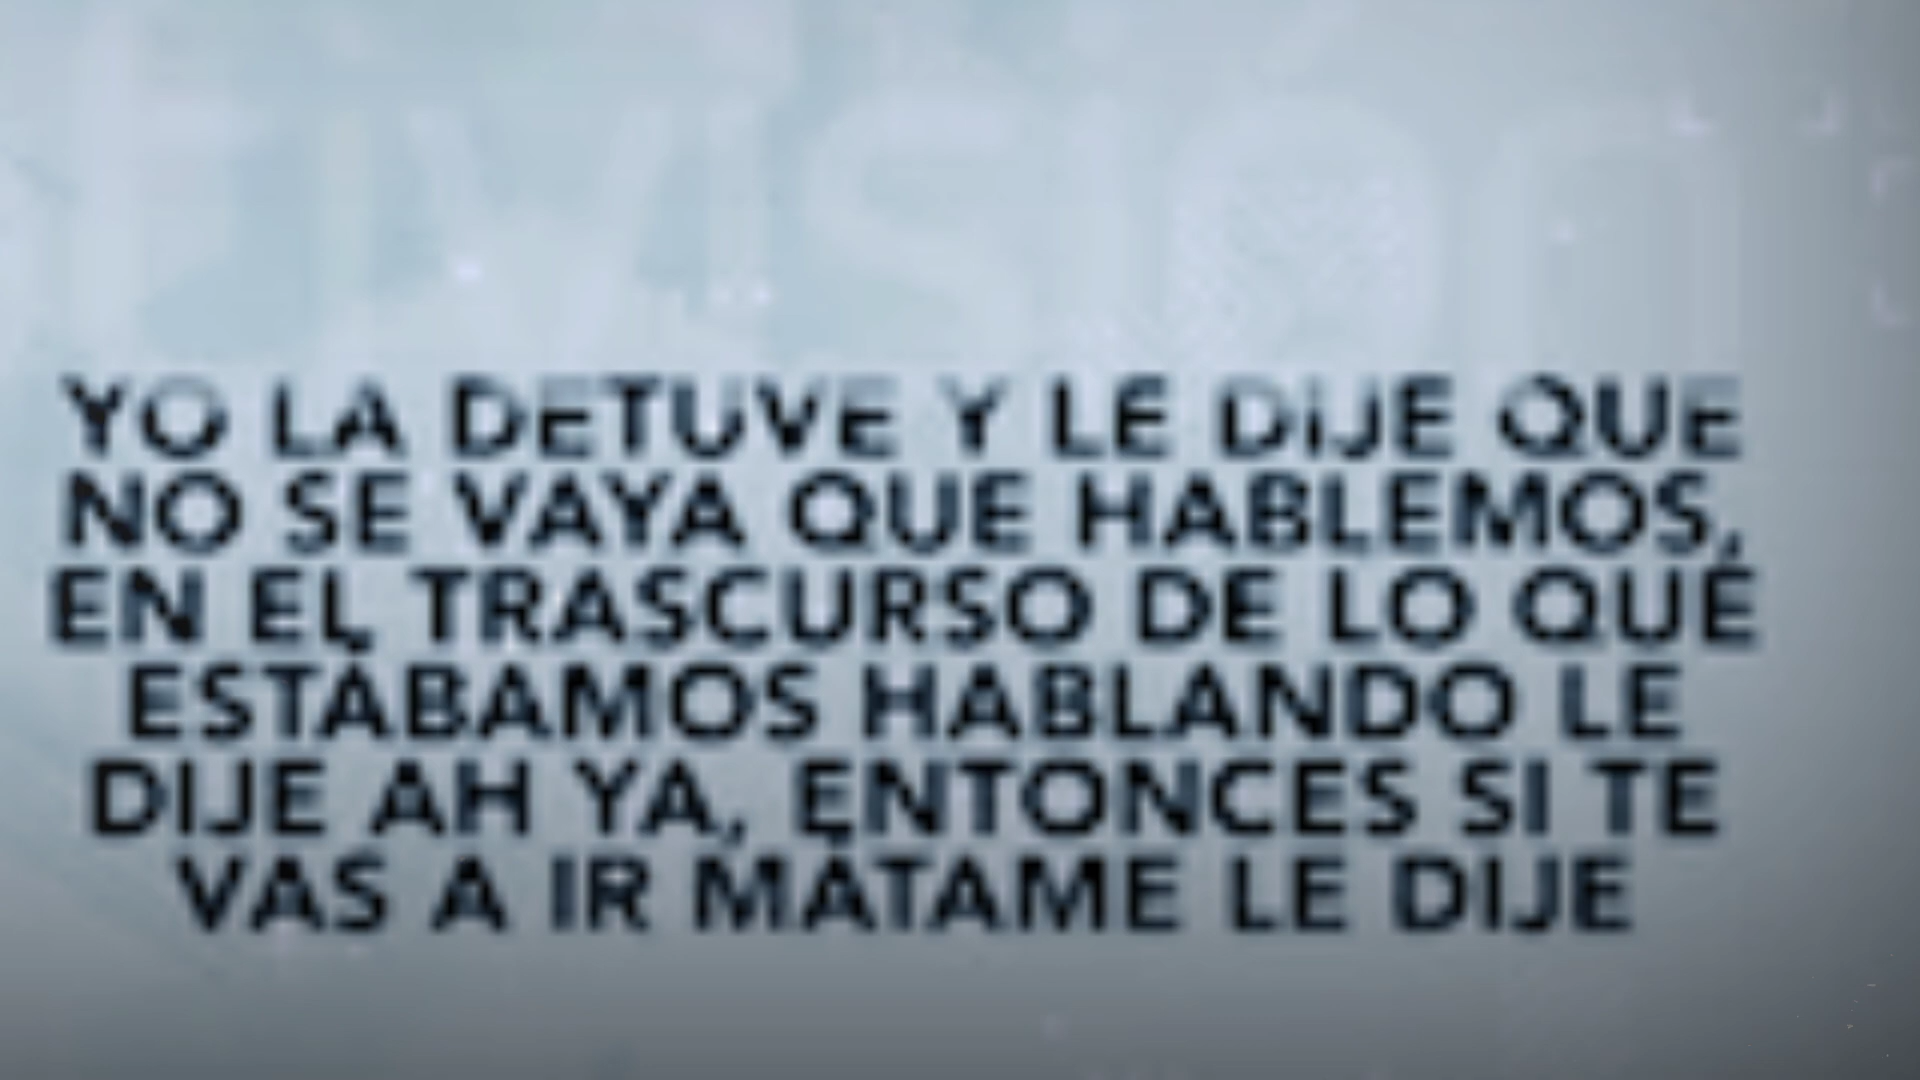 YO LA DETUVE Y LE DIJE QUE
NO SE VAYA QUE HABLEMOS,
EN EL TRASCURSO DE LO QUE
ESTÁBAMOS HABLANDO LE
DIJE AH YA, ENTONCES SI TE
VAS A IR MÁTAME LE DIJE